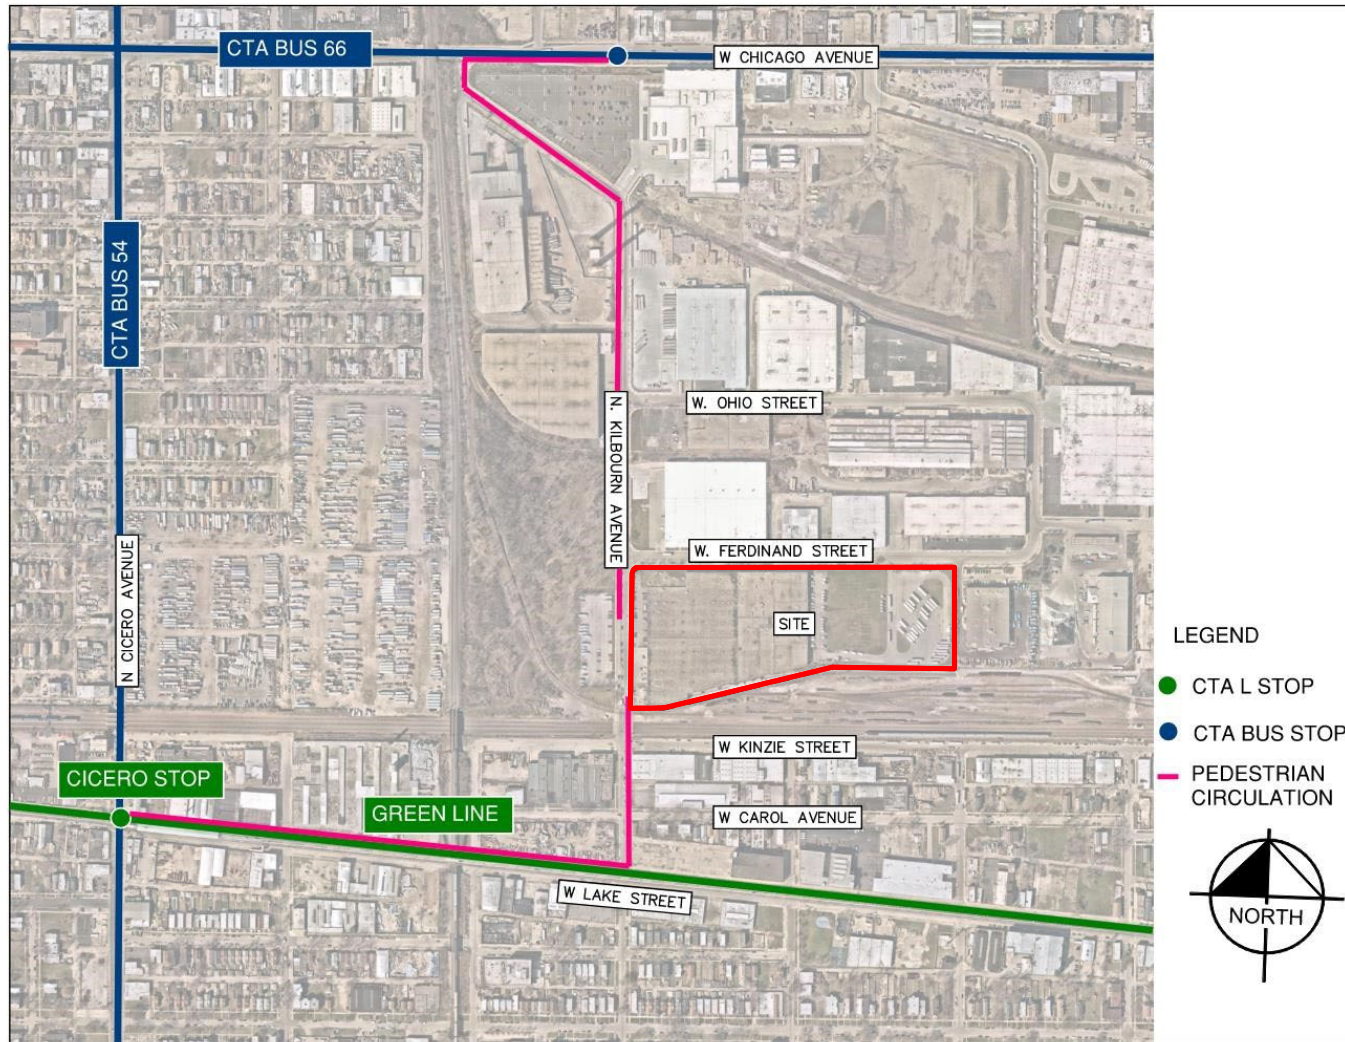 CTA BUS 66
W CHICAGO AVENUE
CTA BUS 54
W. OHIO STREET
N. KILBOURN AVENUE
W. FERDINAND STREET
N CICERO AVENUE
SITE
LEGEND
CTA L STOP
CTA BUS STOP
PEDESTRIAN
CIRCULATION
W KINZIE STREET
CICERO STOP
GREEN LINE
W CAROL AVENUE
W LAKE STREET
NORTH